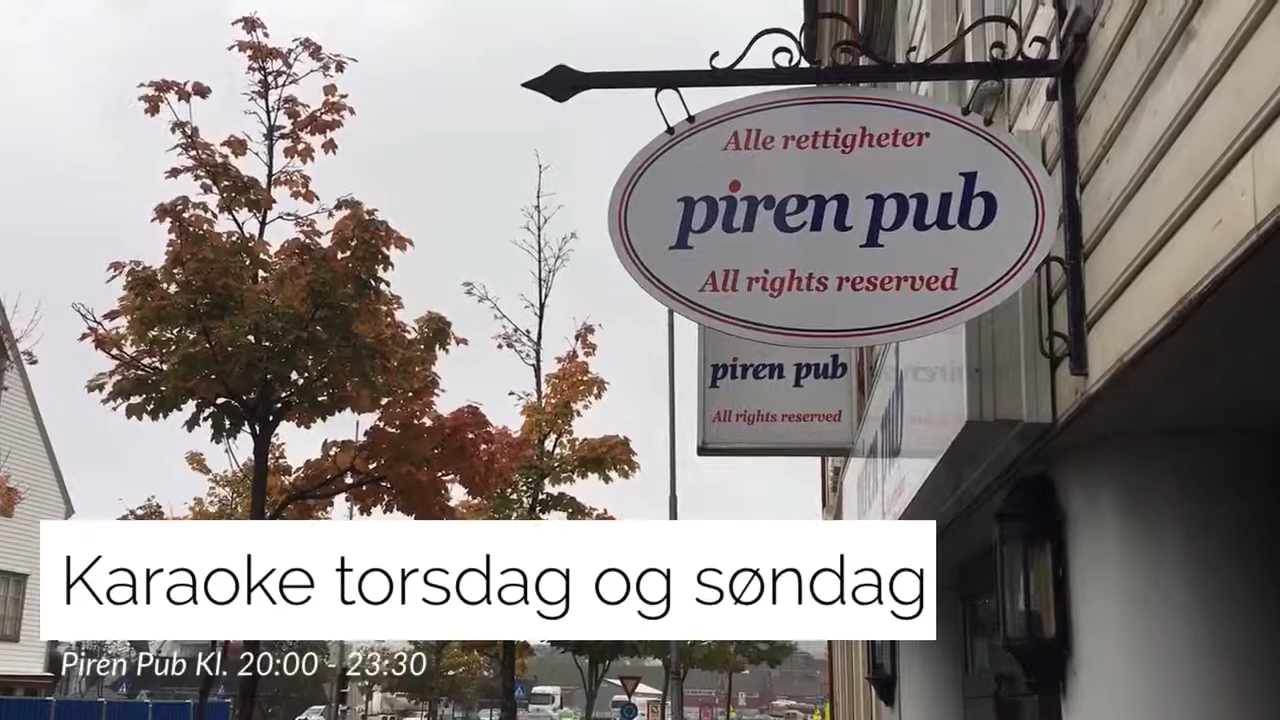 Alle rettigheter
piren pub
All rights reserved
piren pub
All rights reserved
Karaoke torsdag og søndag
Piren Pub Kl. 20:00 - 23:30